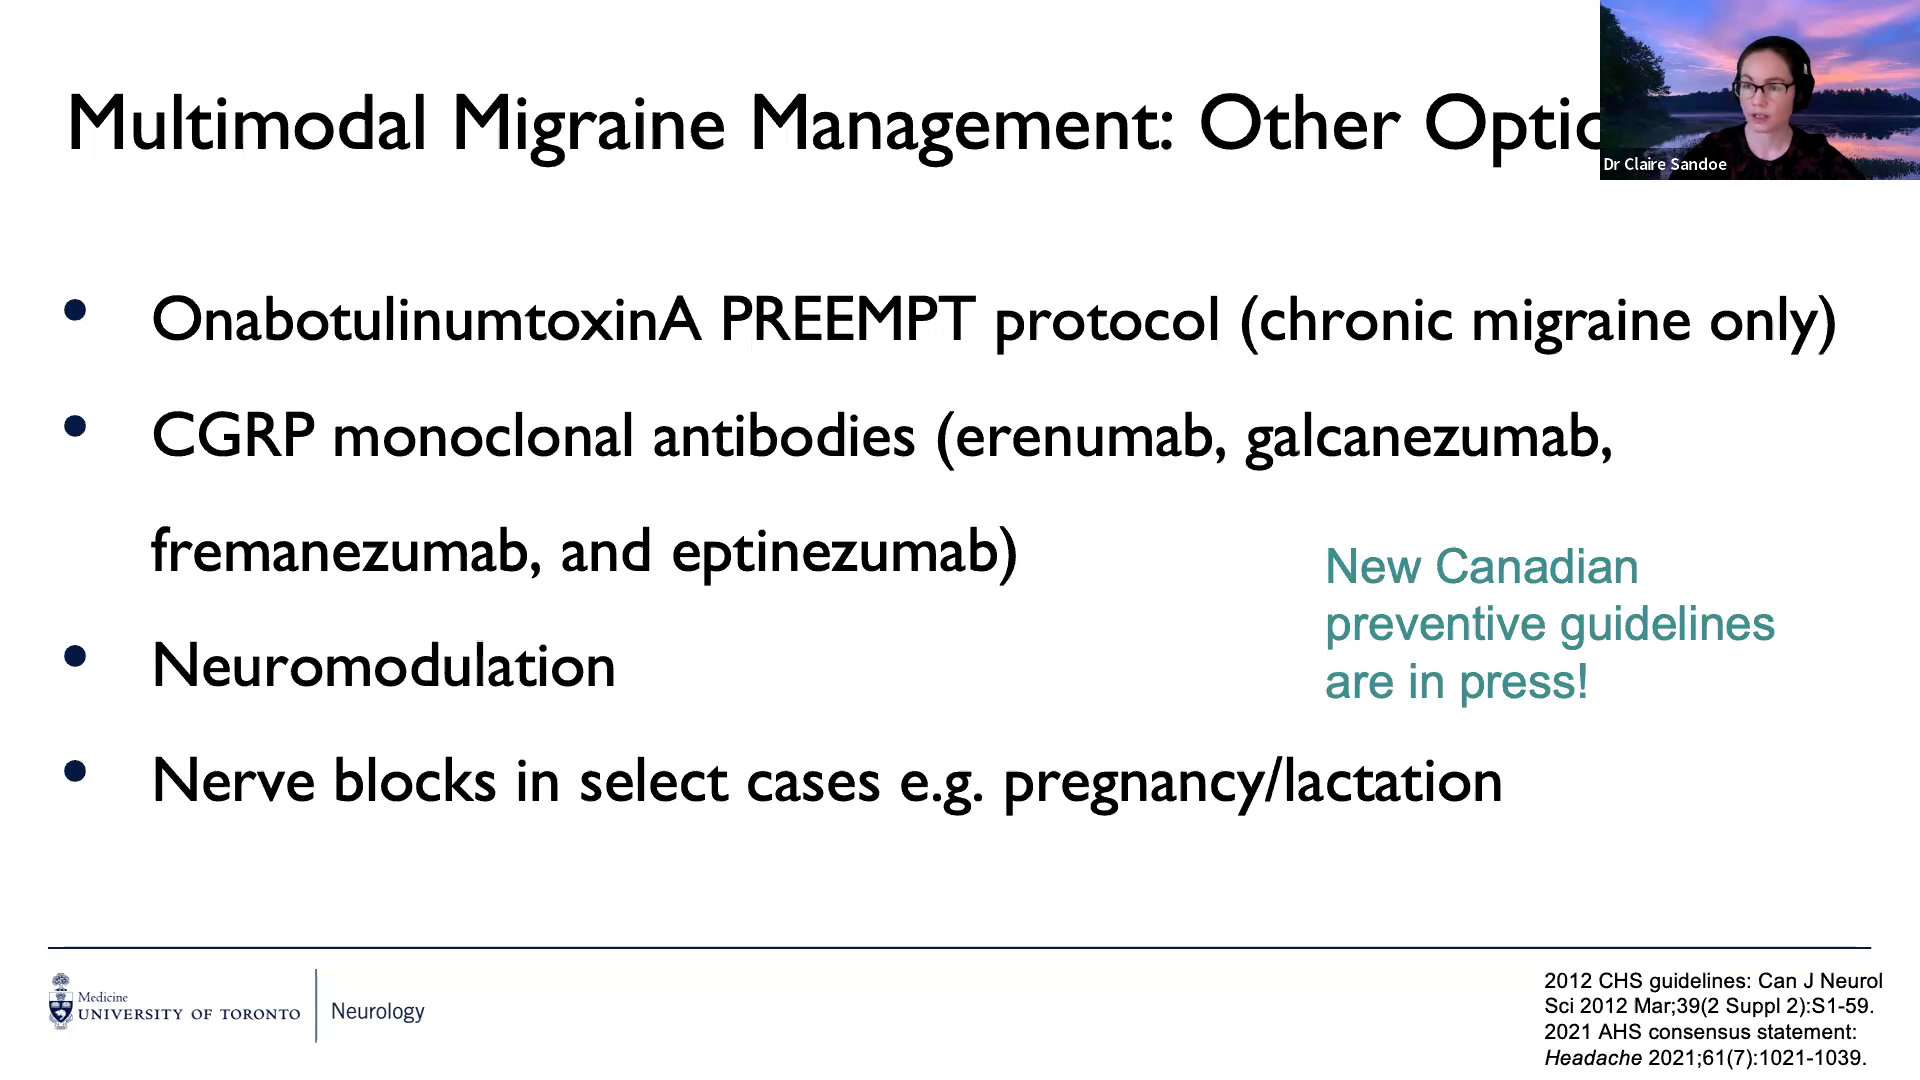 Multimodal Migraine Management: Other Optio
Dr Claire Sandoe
• OnabotulinumtoxinA PREEMPT protocol (chronic migraine only)
• CGRP monoclonal antibodies (erenumab, galcanezumab,
fremanezumab, and eptinezumab)
New Canadian
preventive guidelines
are in press!
• Neuromodulation
• Nerve blocks in select cases e.g. pregnancy/lactation
Medicine
UNIVERSITY OF TORONTO
Neurology
2012 CHS guidelines: Can J Neurol
Sci 2012 Mar;39(2 Suppl 2):S1-59.
2021 AHS consensus statement:
Headache 2021;61(7):1021-1039.